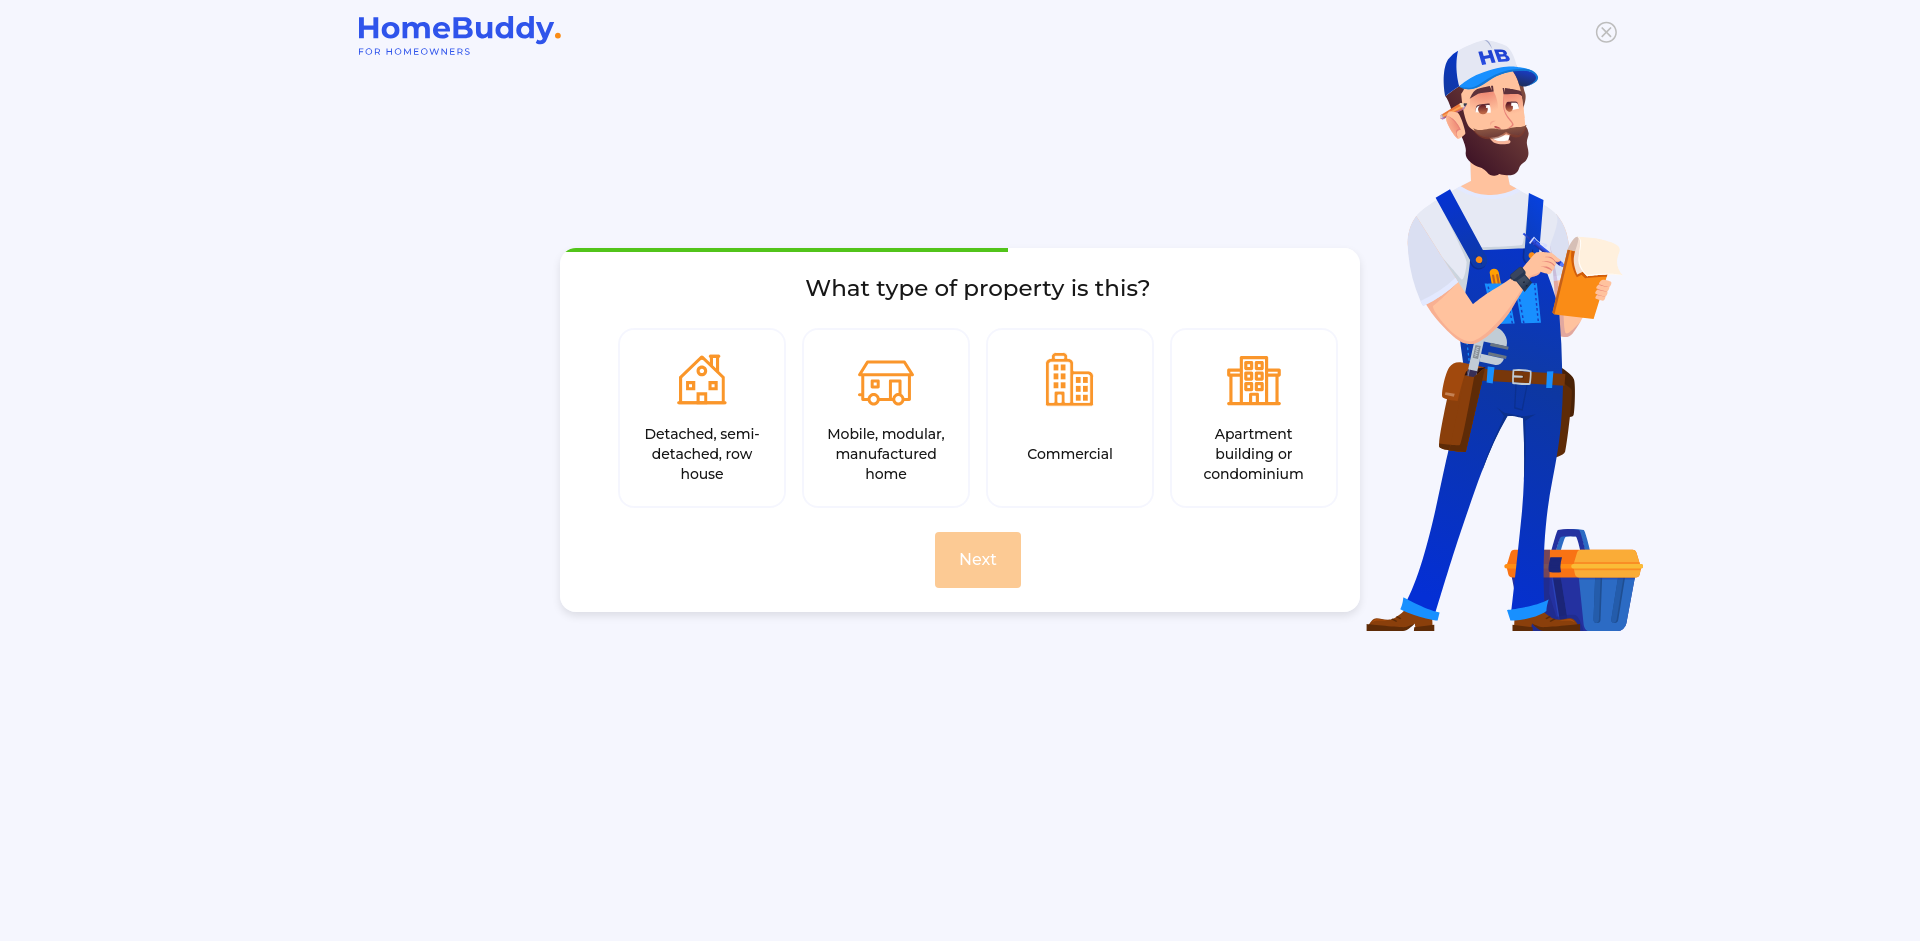 HomeBuddy.
FOR HOMEOWNERS
HB
What type of property is this?
Detached, semi-
detached, row
house
Mobile, modular,
manufactured
home
Commercial
Apartment
building or
condominium
Next